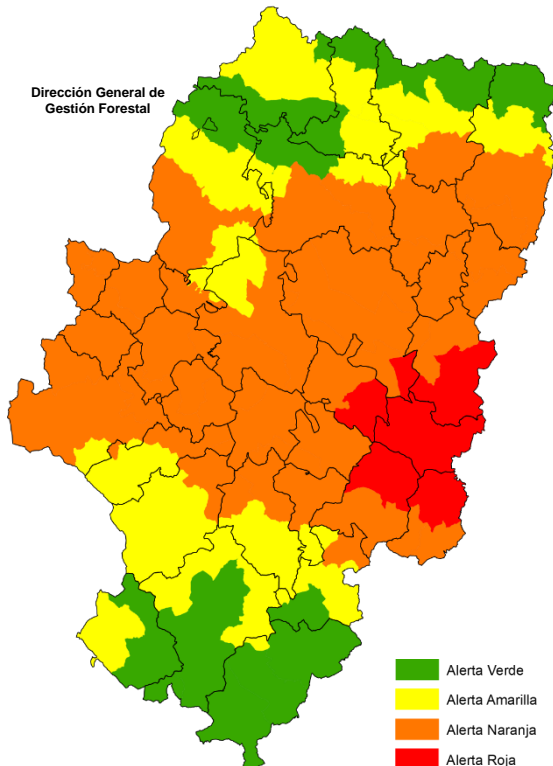 Dirección General de
Gestión Forestal
Alerta Verde
Alerta Amarilla
Alerta Naranja
Alerta Roja